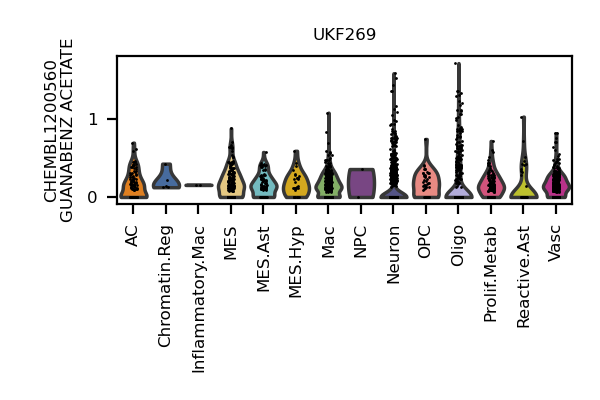 UKF269
CHEMBL1200560
GUANABENZ ACETATE
1
0
AC
Chromatin.Reg
Inflammatory.Mac
MES
MES.Ast
MES.Hyp
Mac
NPC
Neuron
OPC
Oligo
Prolif.Metab
Reactive.Ast
Vasc